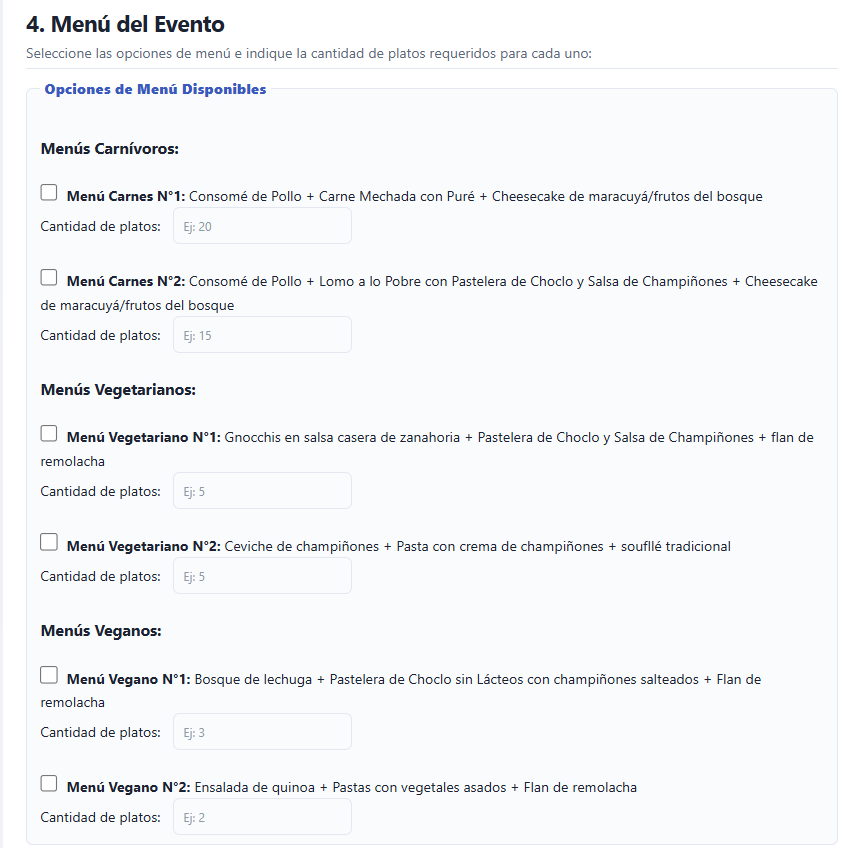 4. Menú del Evento
Seleccione las opciones de menú e indique la cantidad de platos requeridos para cada uno:
Opciones de Menú Disponibles
Menús Carnívoros:
Menú Carnes N°1: Consomé de Pollo + Carne Mechada con Puré + Cheesecake de maracuyá/frutos del bosque
Cantidad de platos: Ej: 20
Menú Carnes N°2: Consomé de Pollo + Lomo a lo Pobre con Pastelera de Choclo y Salsa de Champiñones + Cheesecake
de maracuyá/frutos del bosque
Cantidad de platos: Ej: 15
Menús Vegetarianos:
Menú Vegetariano N°1: Gnocchis en salsa casera de zanahoria + Pastelera de Choclo y Salsa de Champiñones + flan de
remolacha
Cantidad de platos: Ej: 5
Menú Vegetariano N°2: Ceviche de champiñones + Pasta con crema de champiñones + soufllé tradicional
Cantidad de platos: Ej: 5
Menús Veganos:
Menú Vegano N°1: Bosque de lechuga + Pastelera de Choclo sin Lácteos con champiñones salteados + Flan de
remolacha
Cantidad de platos: Ej: 3
Menú Vegano N°2: Ensalada de quinoa + Pastas con vegetales asados + Flan de remolacha
Cantidad de platos: Ej: 2